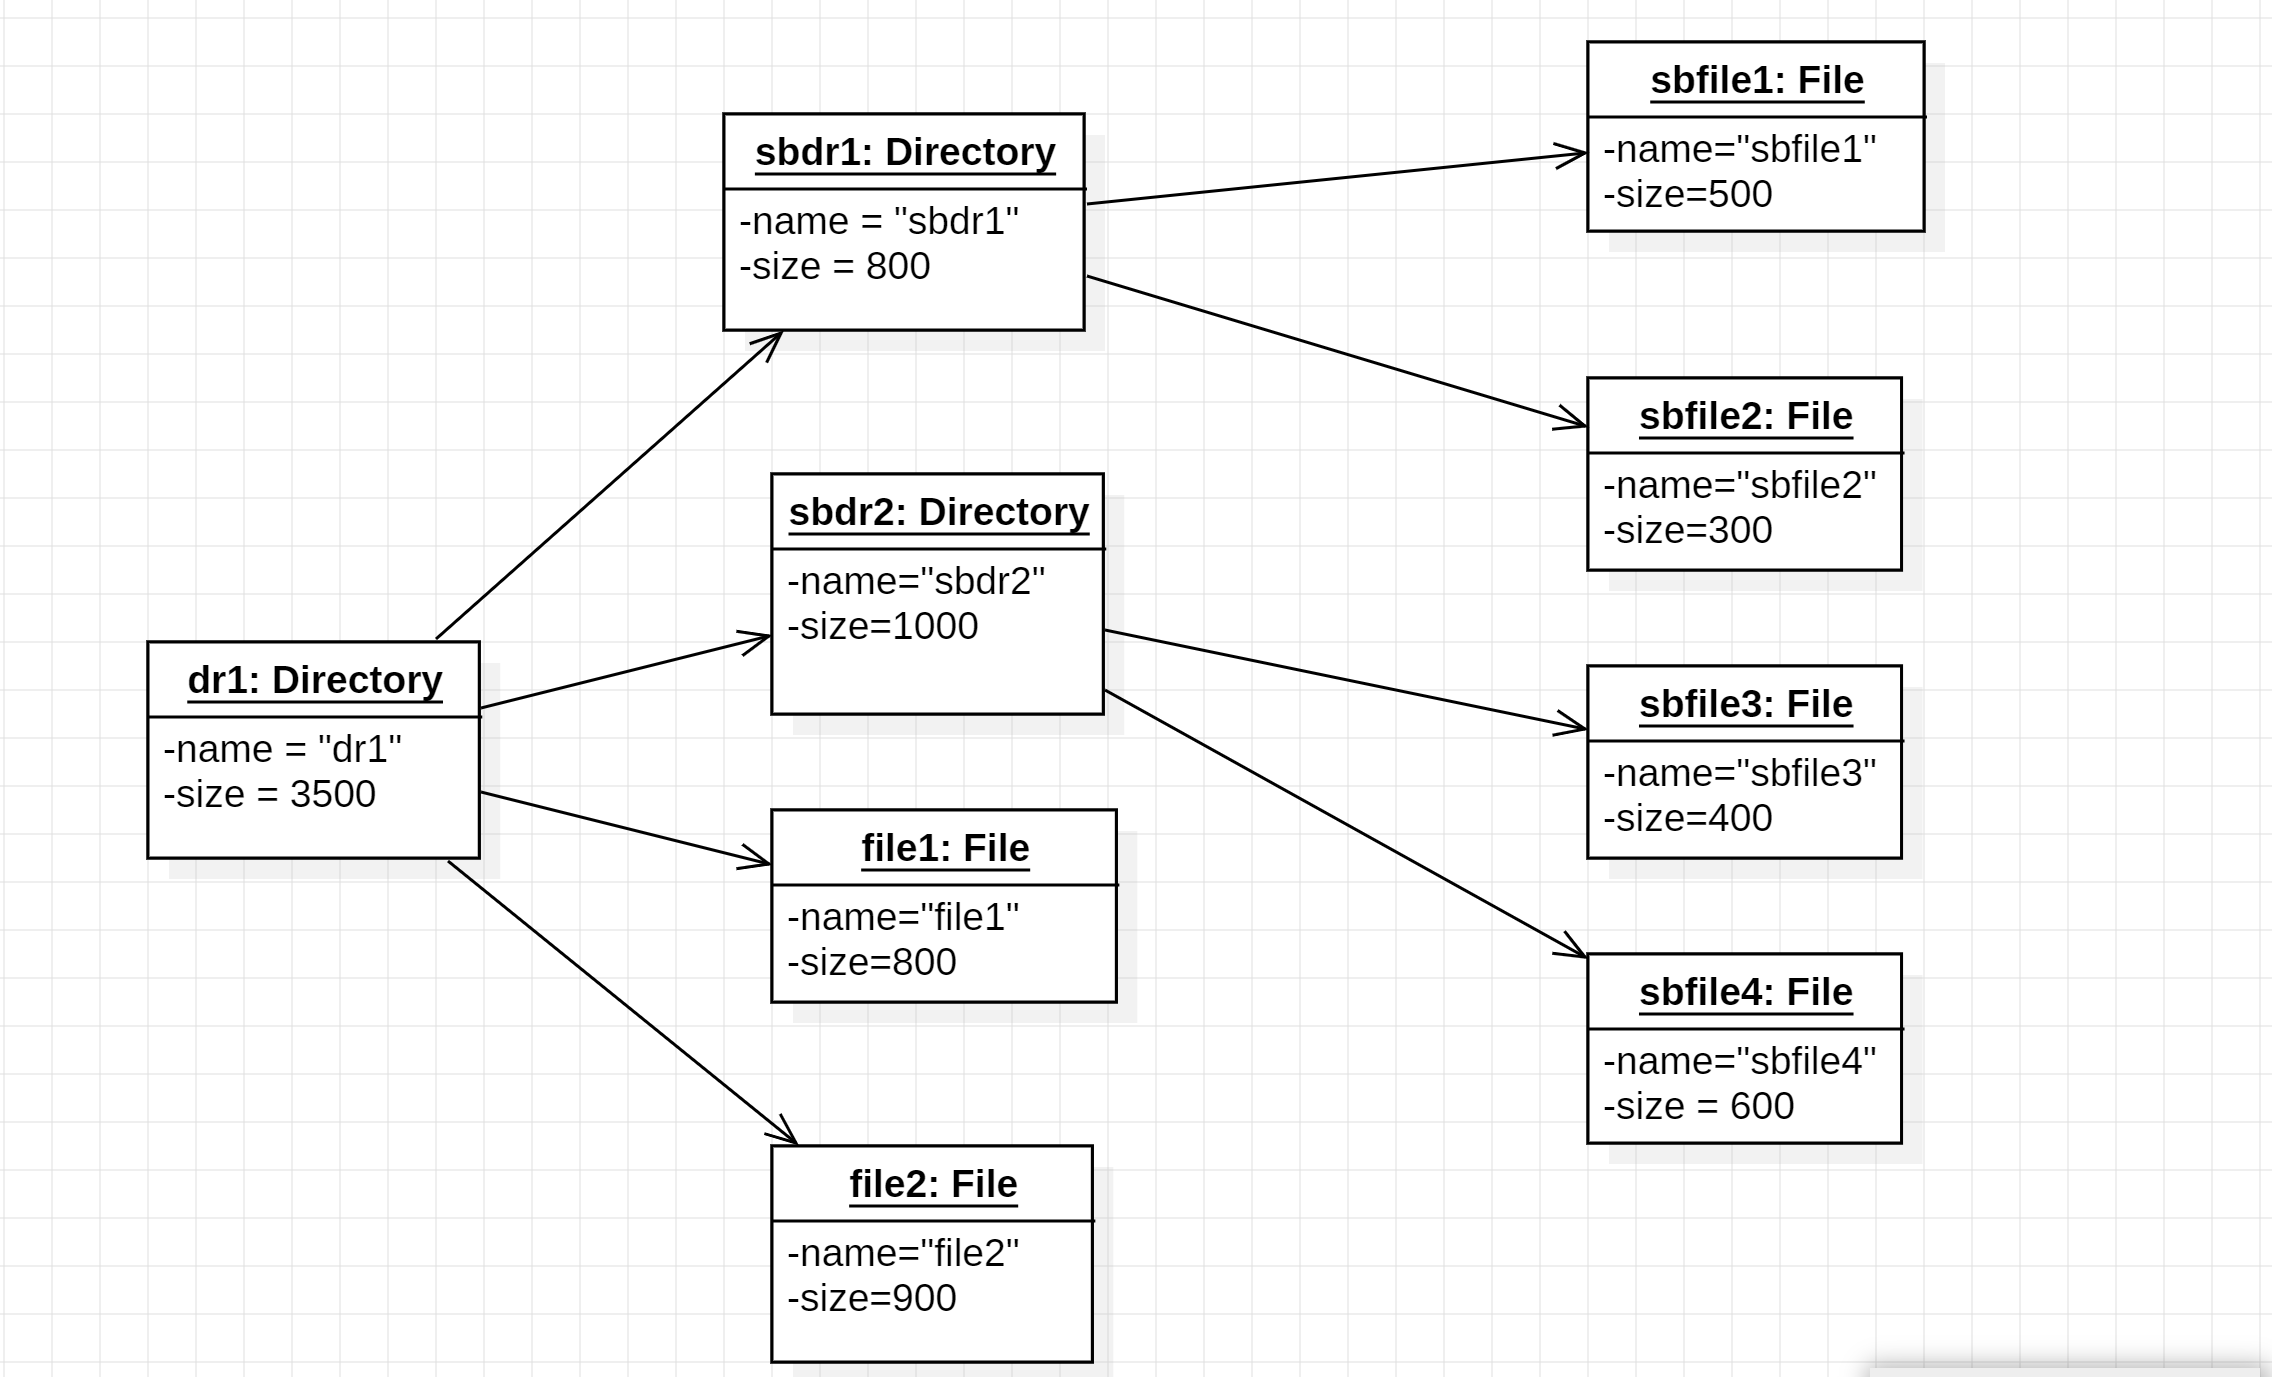 sbfile1: File
-name="sbfile1"
-size=500
sbdr1: Directory
-name = "sbdr1"
-size = 800
sbfile2: File
-name="sbfile2"
-size=300
sbdr2: Directory
-name="sbdr2"
-size=1000
dr1: Directory
-name = "dr1"
-size = 3500
sbfile3: File
-name="sbfile3"
-size=400
file1: File
-name="file1"
-size=800
sbfile4: File
-name="sbfile4"
-size = 600
file2: File
-name="file2"
-size=900